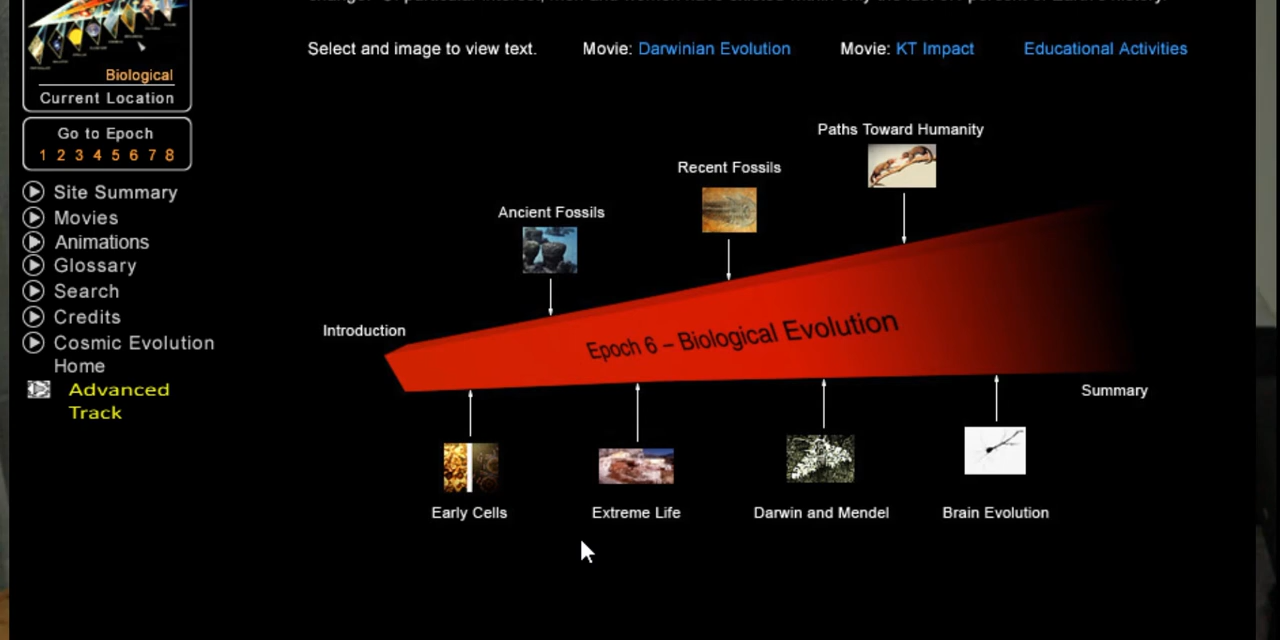 Select and image to view text. Movie: Darwinian Evolution Movie: KT Impact Educational Activities
Biological
Current Location
Go to Epoch
1 2 3 4 5 6 7 8
Site Summary
Movies
Animations
Glossary
Search
Credits
Cosmic Evolution
Home
Advanced
Track
Paths Toward Humanity
Recent Fossils
Ancient Fossils
Introduction
Epoch 6 – Biological Evolution
Summary
Early Cells
Extreme Life
Darwin and Mendel
Brain Evolution